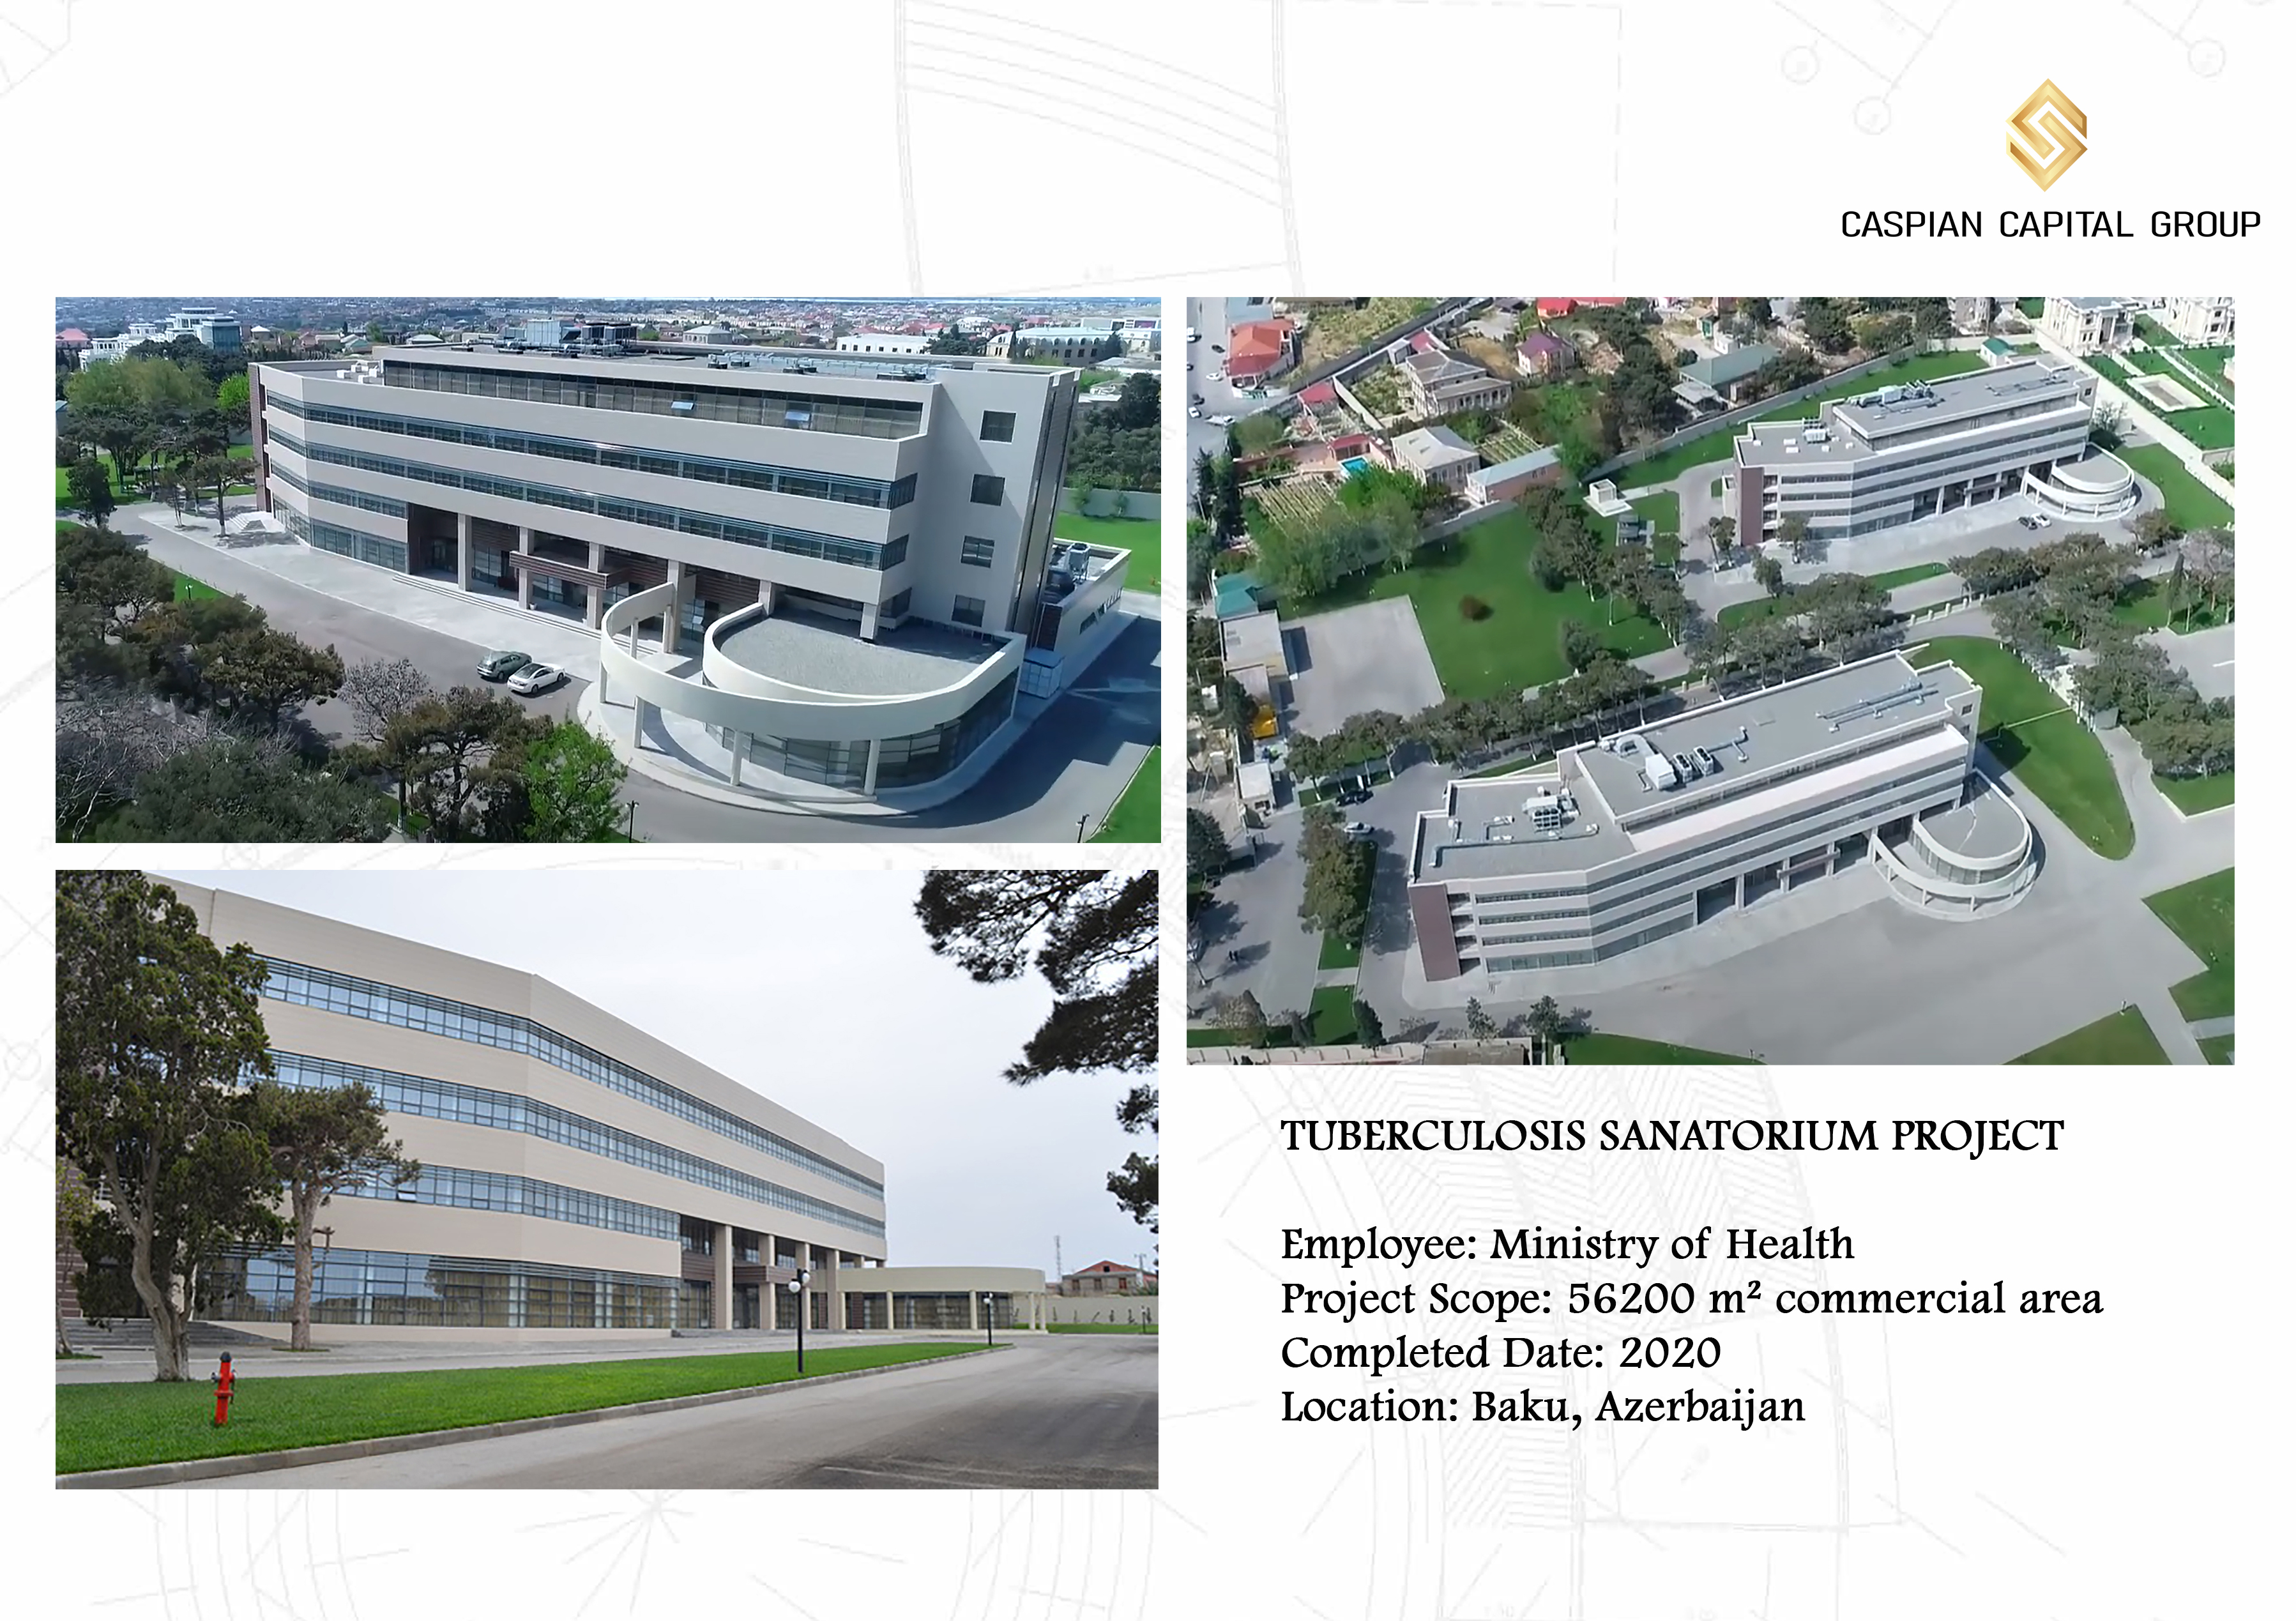 CASPIAN CAPITAL GROUP
TUBERCULOSIS SANATORIUM PROJECT
Employee: Ministry of Health
Project Scope: 56200 m² commercial area
Completed Date: 2020
Location: Baku, Azerbaijan